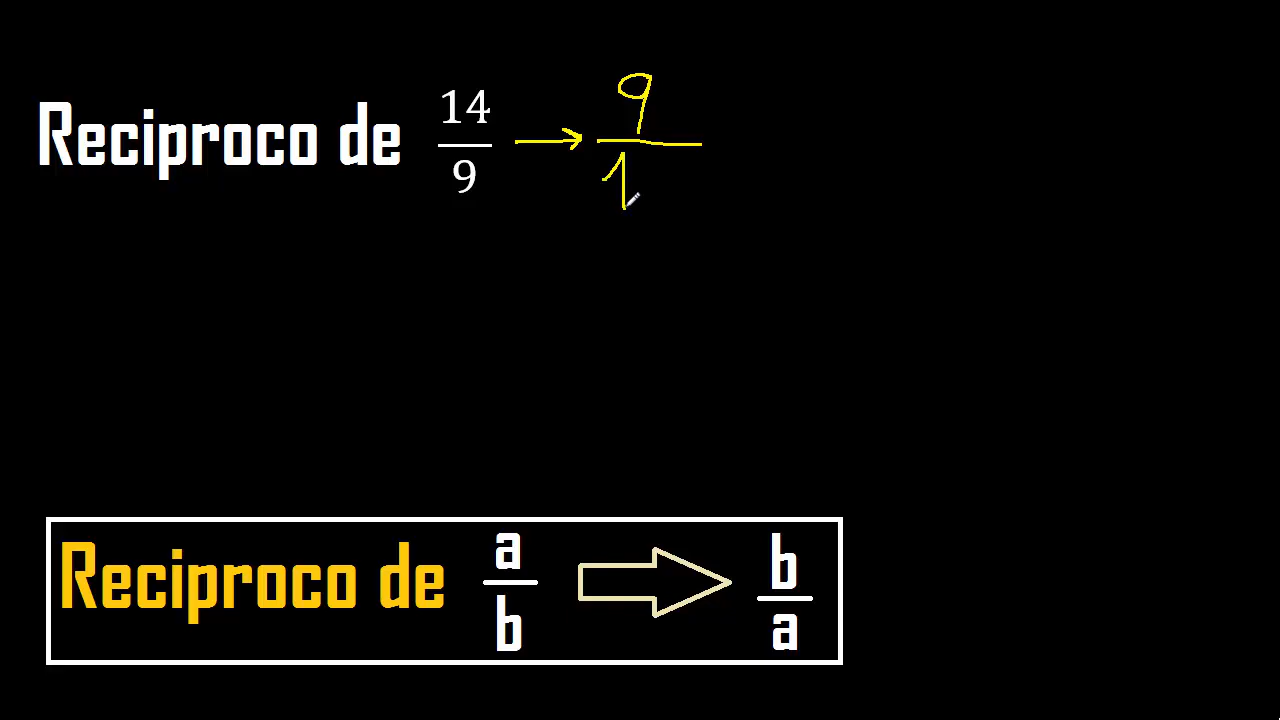 Reciproco de 14/9 → 9/1
Reciproco de a/b ⇨ b/a